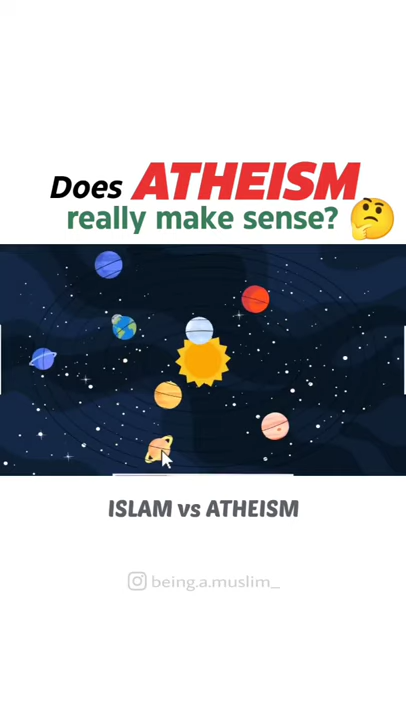 Does ATHEISM
really make sense?
ISLAM vs ATHEISM
being.a.muslim_